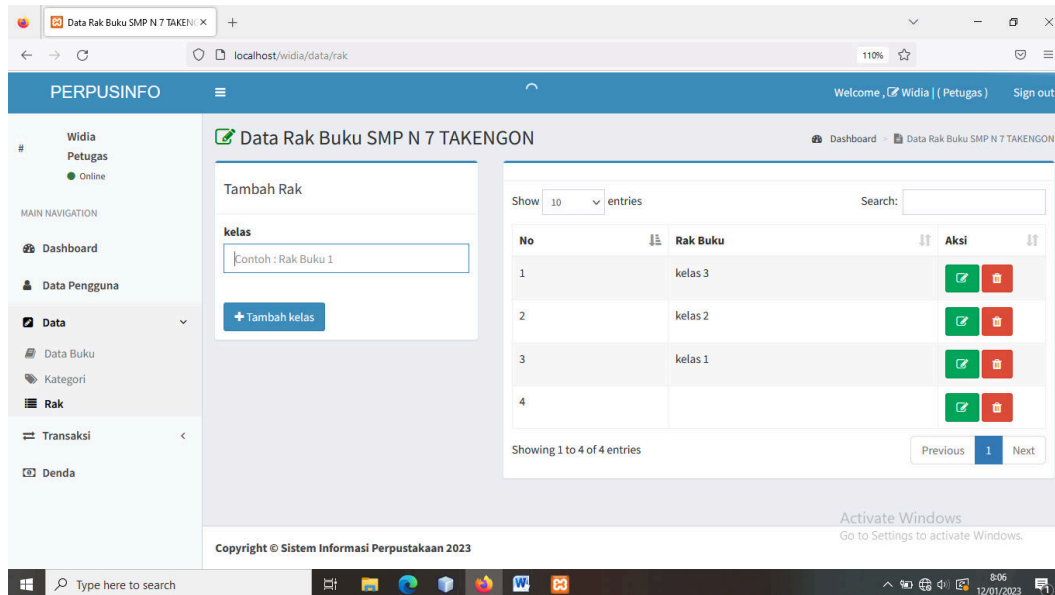 Data Rak Buku SMP N 7 TAKENG
localhost/widia/data/rak
110%
PERPUSINFO
Welcome , Widia | ( Petugas )
Sign out
#
Widia
Petugas
Online
MAIN NAVIGATION
Dashboard
Data Pengguna
Data
Data Buku
Kategori
Rak
Transaksi
Denda
Data Rak Buku SMP N 7 TAKENGON
Dashboard > Data Rak Buku SMP N 7 TAKENGON
Tambah Rak
kelas
Contoh : Rak Buku 1
+ Tambah kelas
Show 10 entries
Search:
No Rak Buku Aksi
1 kelas 3
2 kelas 2
3 kelas 1
4
Showing 1 to 4 of 4 entries
Previous 1 Next
Activate Windows
Go to Settings to activate Windows.
Copyright © Sistem Informasi Perpustakaan 2023
Type here to search
8:06
12/01/2023